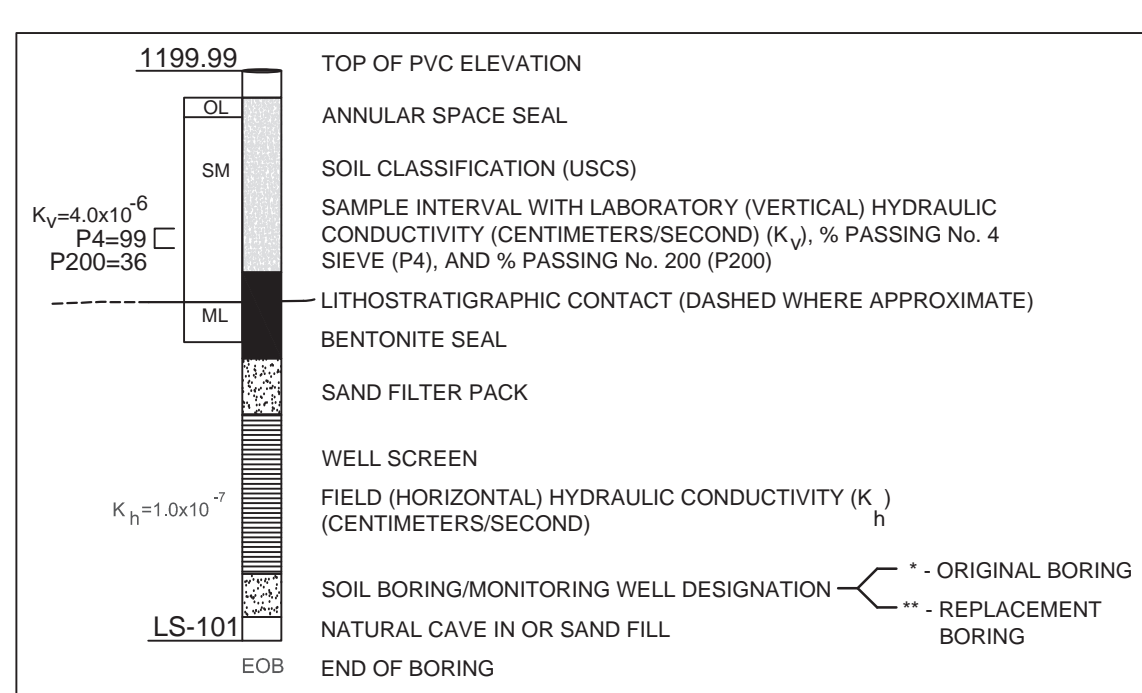 1199.99 TOP OF PVC ELEVATION
OL ANNULAR SPACE SEAL
SM SOIL CLASSIFICATION (USCS)
Kv=4.0x10-6
P4=99
P200=36
SAMPLE INTERVAL WITH LABORATORY (VERTICAL) HYDRAULIC
CONDUCTIVITY (CENTIMETERS/SECOND) (Kv), % PASSING No. 4
SIEVE (P4), AND % PASSING No. 200 (P200)
LITHOSTRATIGRAPHIC CONTACT (DASHED WHERE APPROXIMATE)
ML
BENTONITE SEAL
SAND FILTER PACK
WELL SCREEN
Kh=1.0x10-7
FIELD (HORIZONTAL) HYDRAULIC CONDUCTIVITY (Kh)
(CENTIMETERS/SECOND)
SOIL BORING/MONITORING WELL DESIGNATION
* - ORIGINAL BORING
** - REPLACEMENT
BORING
LS-101 NATURAL CAVE IN OR SAND FILL
EOB END OF BORING